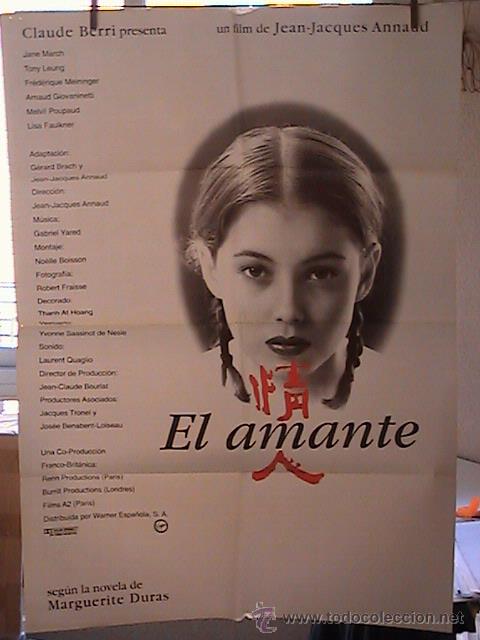 Claude Berri presenta
un film de Jean-Jacques Annaud
Jane March
Tony Leung
Frédérique Meininger
Arnaud Giovaninetti
Melvil Poupaud
Lisa Faulkner
Adaptación:
Gérard Brach y
Jean-Jacques Annaud
Dirección:
Jean-Jacques Annaud
Música:
Gabriel Yared
Montaje:
Noëlle Boisson
Fotografía:
Robert Fraisse
Decorado:
Thanh At Hoang
Vestuario:
Yvonne Sassinot de Nesle
Sonido:
Laurent Quaglio
Director de Producción:
Jean-Claude Bourlat
Productores Asociados:
Jacques Tronel y
Josée Benabent-Loiseau
情
El amante
人
Una Co-Producción
Franco-Británica:
Renn Productions (Paris)
Burrill Productions (Londres)
Films A2 (Paris)
Distribuida por Warner Española, S. A.
según la novela de
Marguerite Duras
www.todocoleccion.net